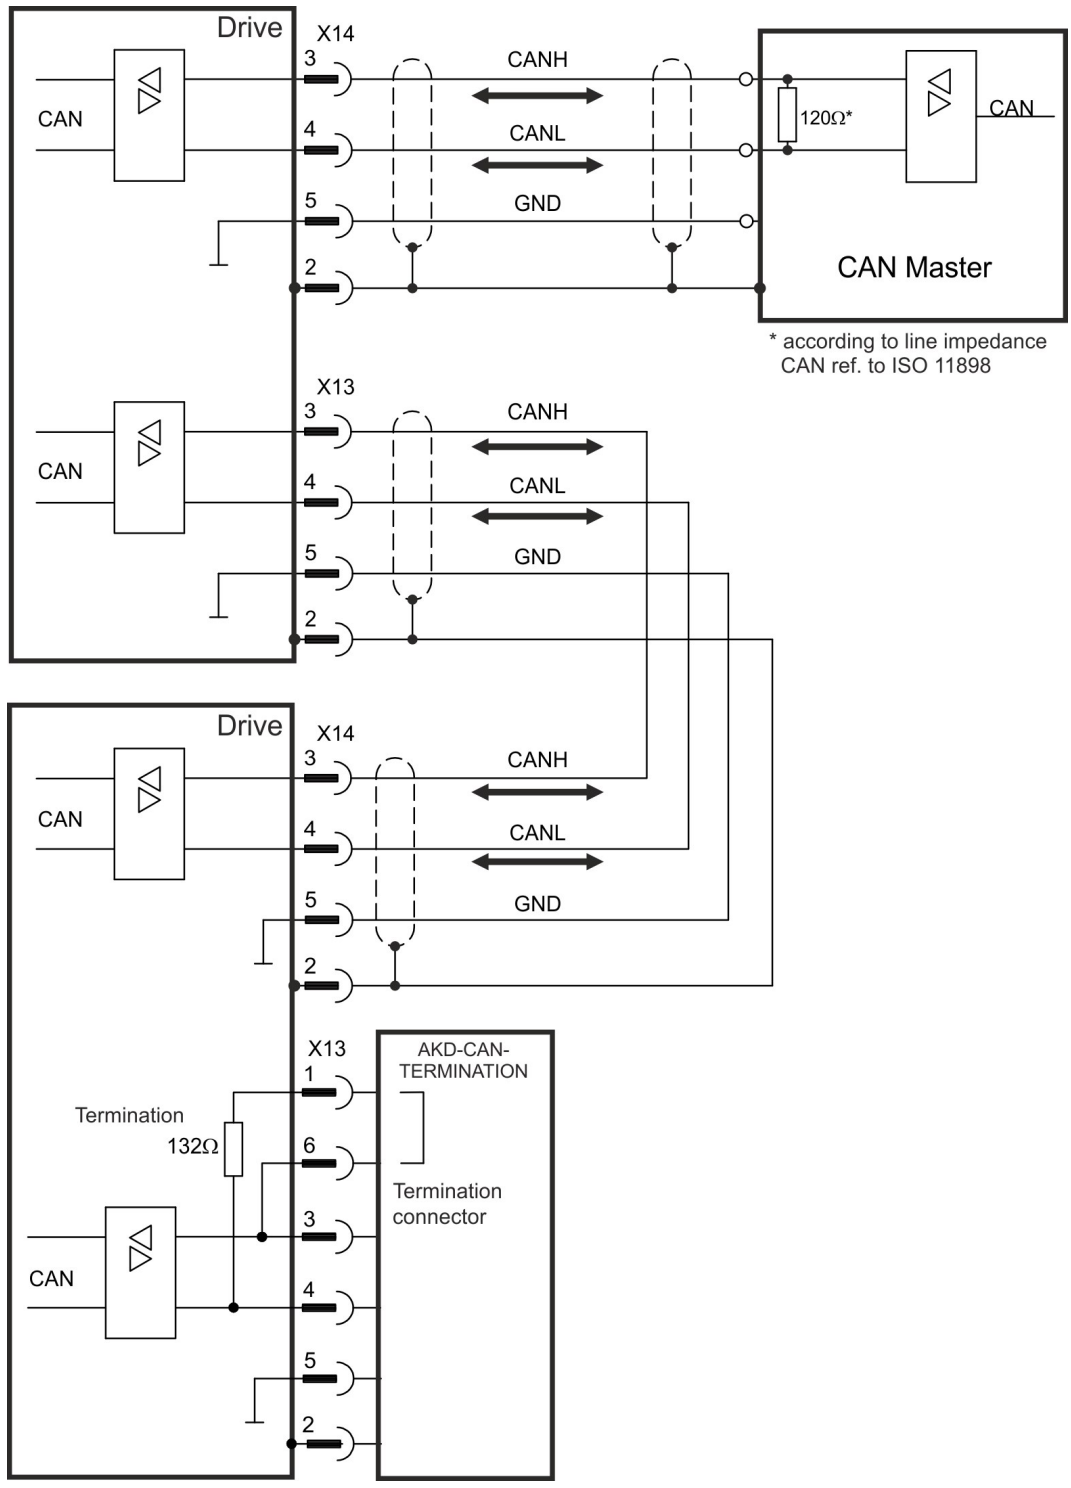 Drive
X14
3
CANH
CAN
4
CANL
120Ω*
CAN
5
GND
2
CAN Master
* according to line impedance
CAN ref. to ISO 11898
X13
3
CANH
CAN
4
CANL
5
GND
2
Drive
X14
3
CANH
CAN
4
CANL
5
GND
2
X13
AKD-CAN-
TERMINATION
1
Termination
132Ω
6
Termination
connector
3
CAN
4
5
2